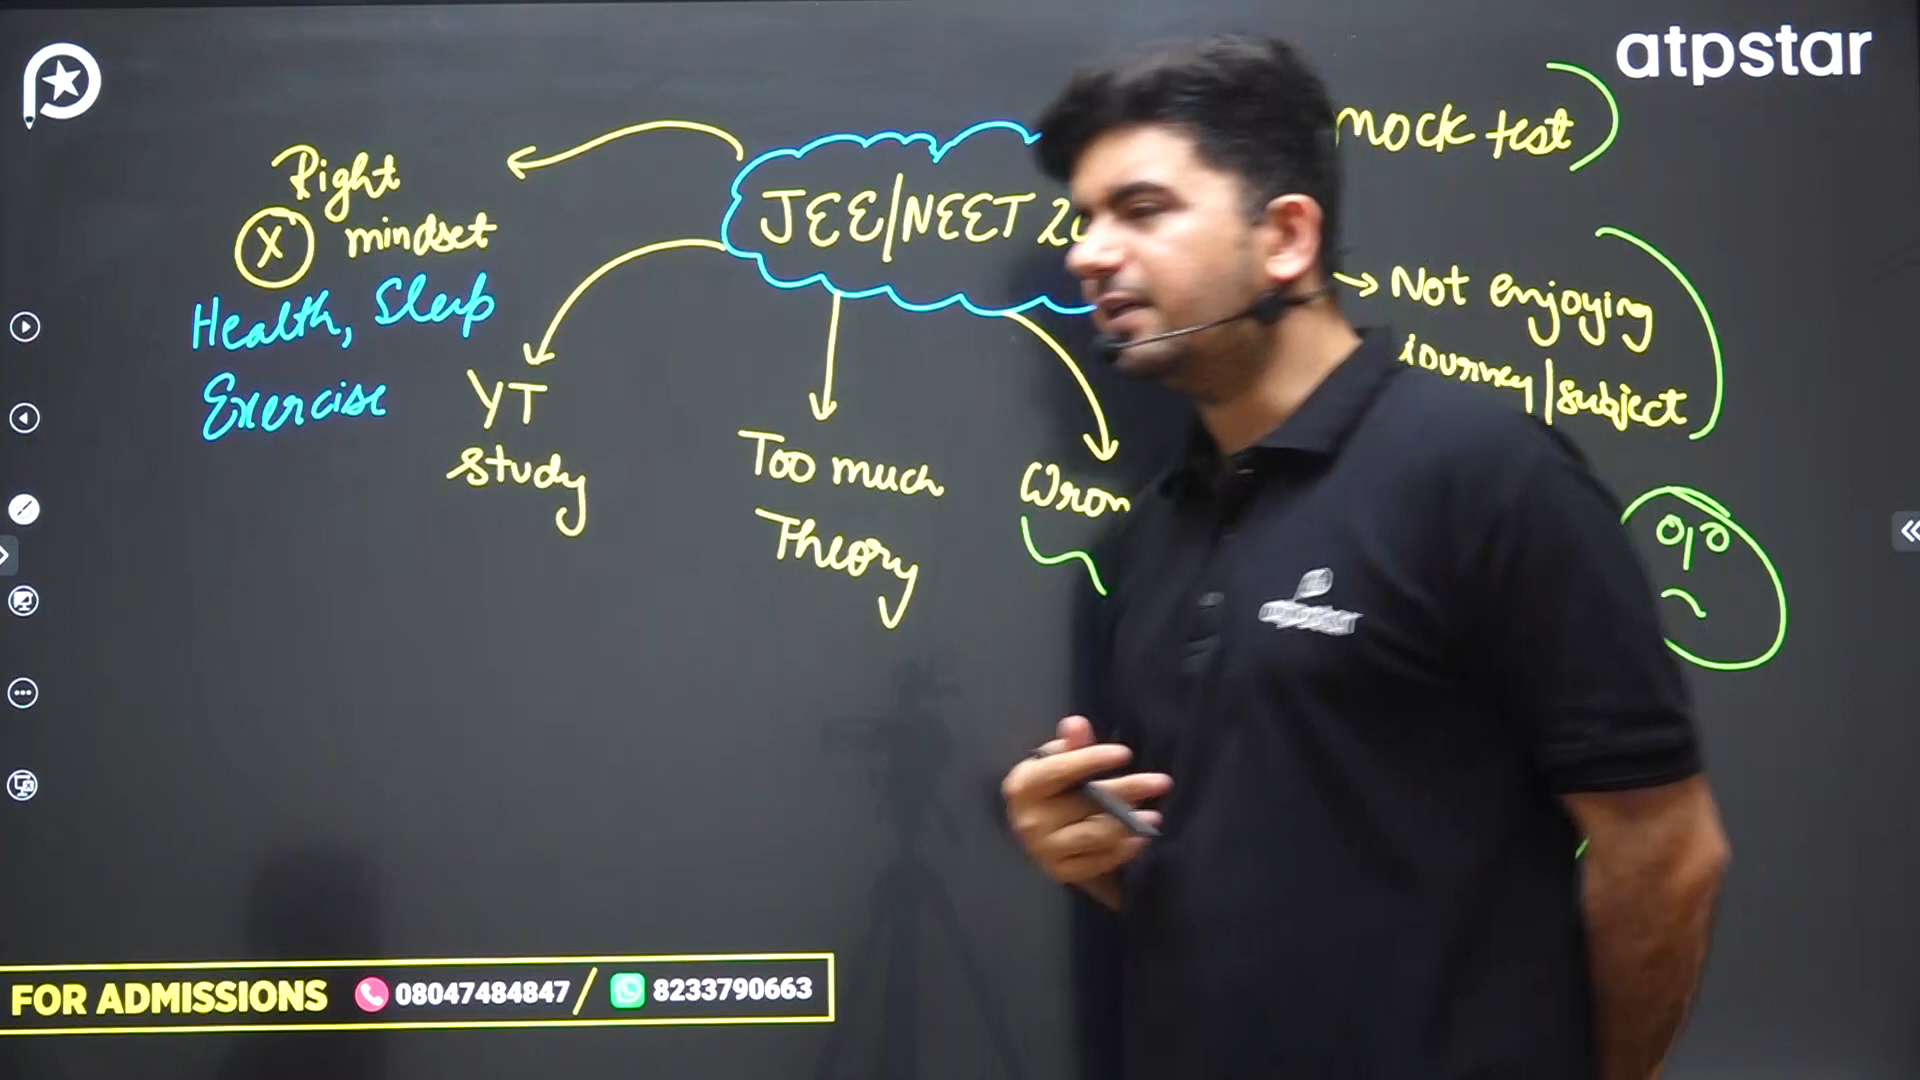 atpstar
mock test
Right
mindset
X
JEE/NEET
Health, Sleep
Exercise
Not enjoying
journey/subject
YT
study
Too much
Theory
FOR ADMISSIONS 08047484847 / 8233790663